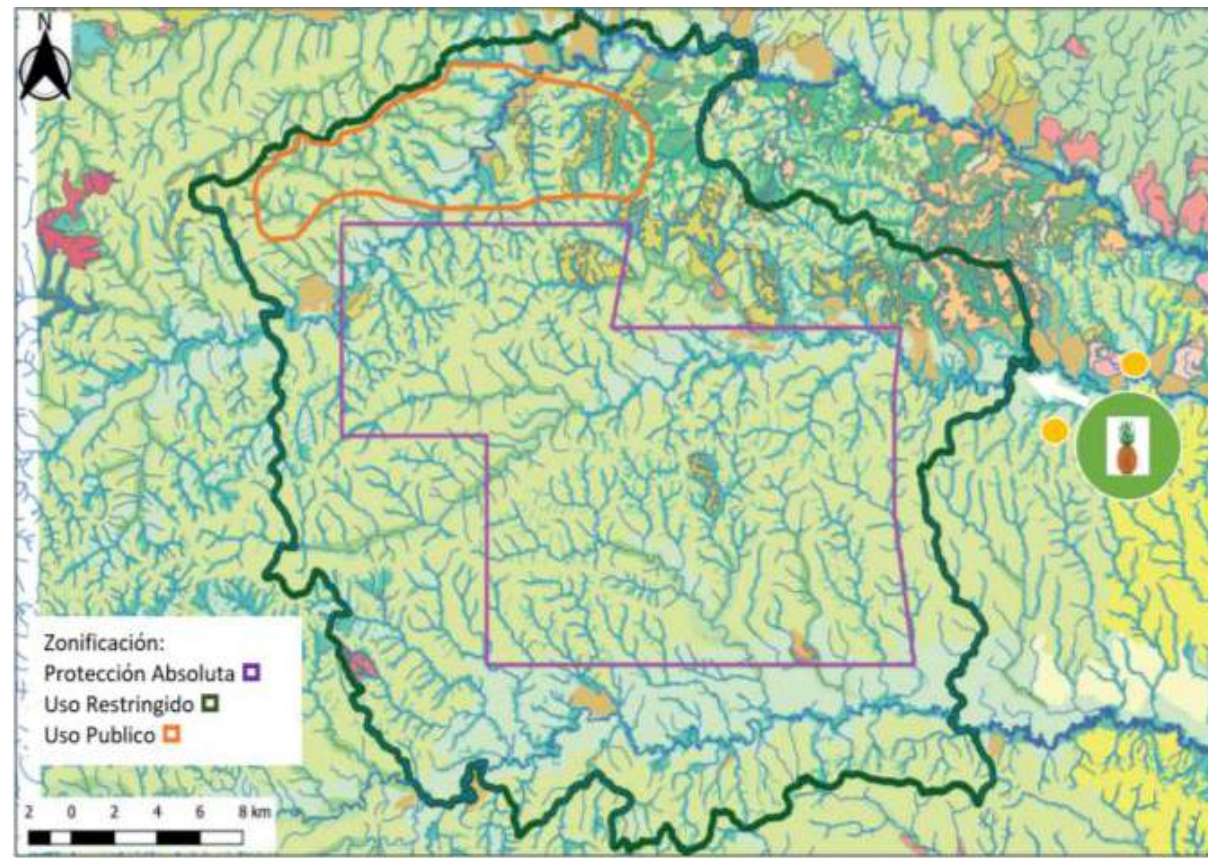 N
Zonificación:
Protección Absoluta
Uso Restringido
Uso Publico
2 0 2 4 6 8 km